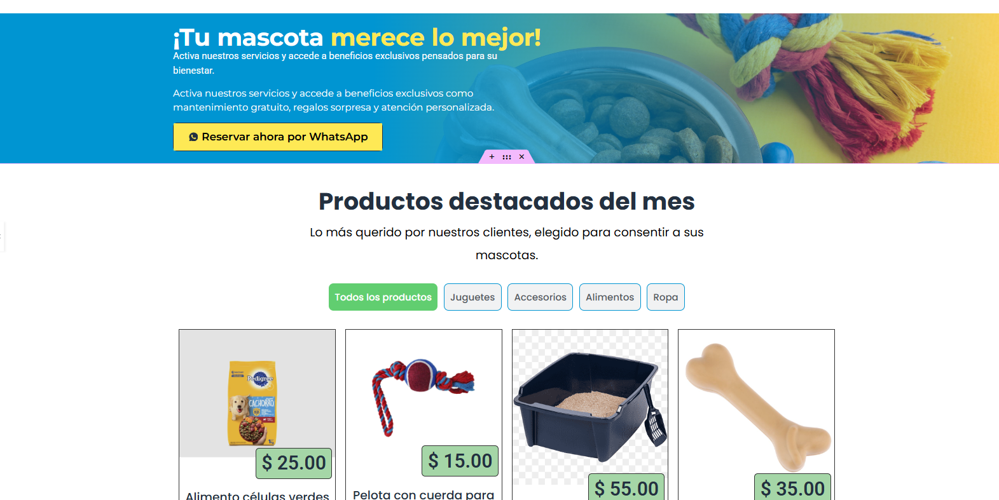 ¡Tu mascota merece lo mejor!
Activa nuestros servicios y accede a beneficios exclusivos pensados para su
bienestar.
Activa nuestros servicios y accede a beneficios exclusivos como
mantenimiento gratuito, regalos sorpresa y atención personalizada.
Reservar ahora por WhatsApp
Productos destacados del mes
Lo más querido por nuestros clientes, elegido para consentir a sus
mascotas.
Todos los productos
Juguetes
Accesorios
Alimentos
Ropa
Pedigree
CACHORRO
$ 25.00
$ 15.00
$ 55.00
$ 35.00
Alimento células verdes
Pelota con cuerda para